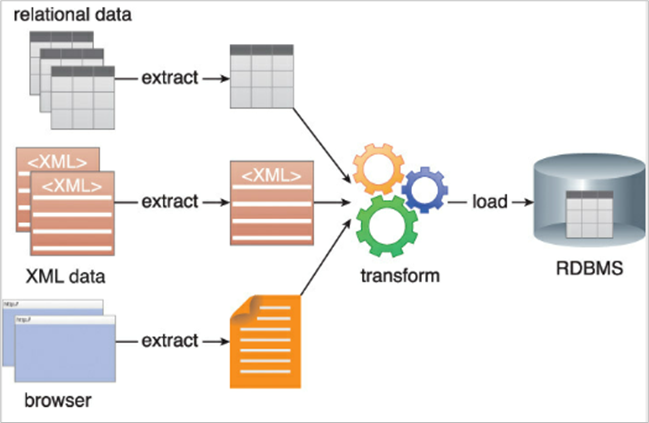 relational data
extract
<XML>
<XML>
extract
<XML>
XML data
transform
load
RDBMS
http://
http://
extract
browser